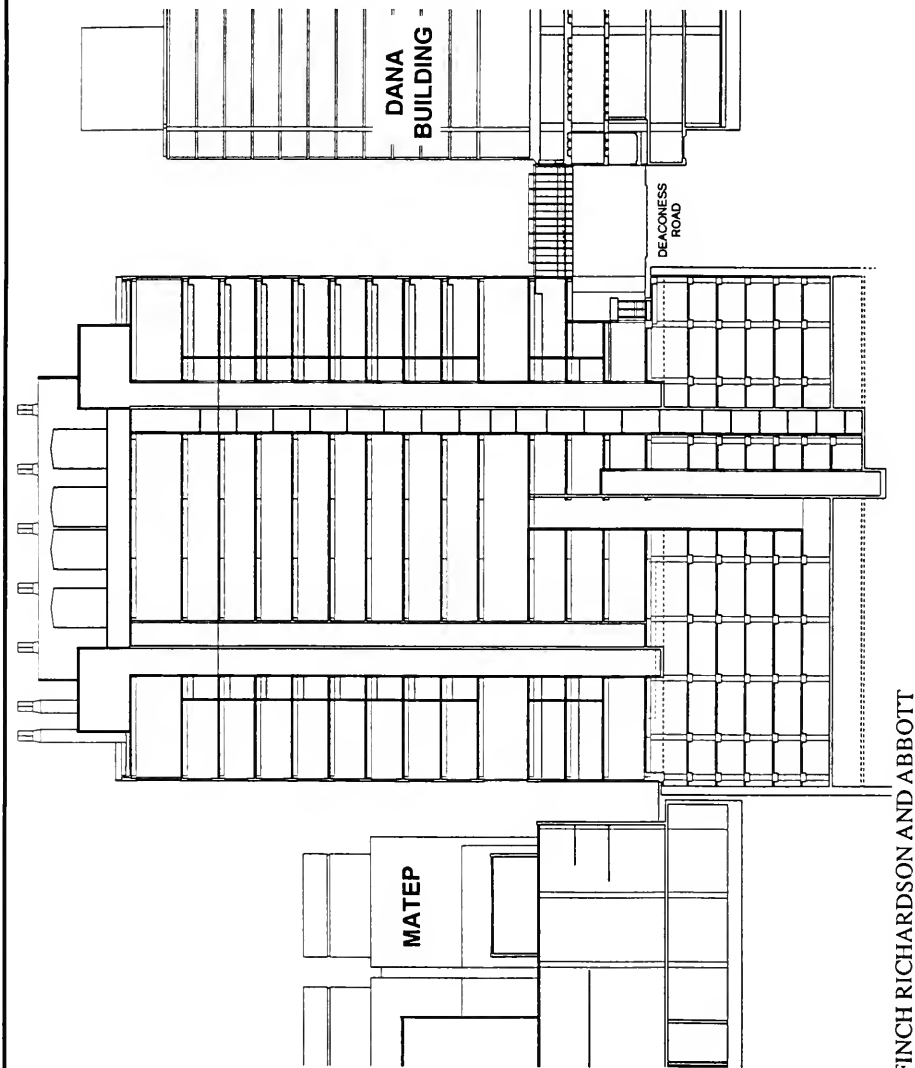 DANA
BUILDING
DEACONESS
ROAD
MATEP
FINCH RICHARDSON AND ABBOTT